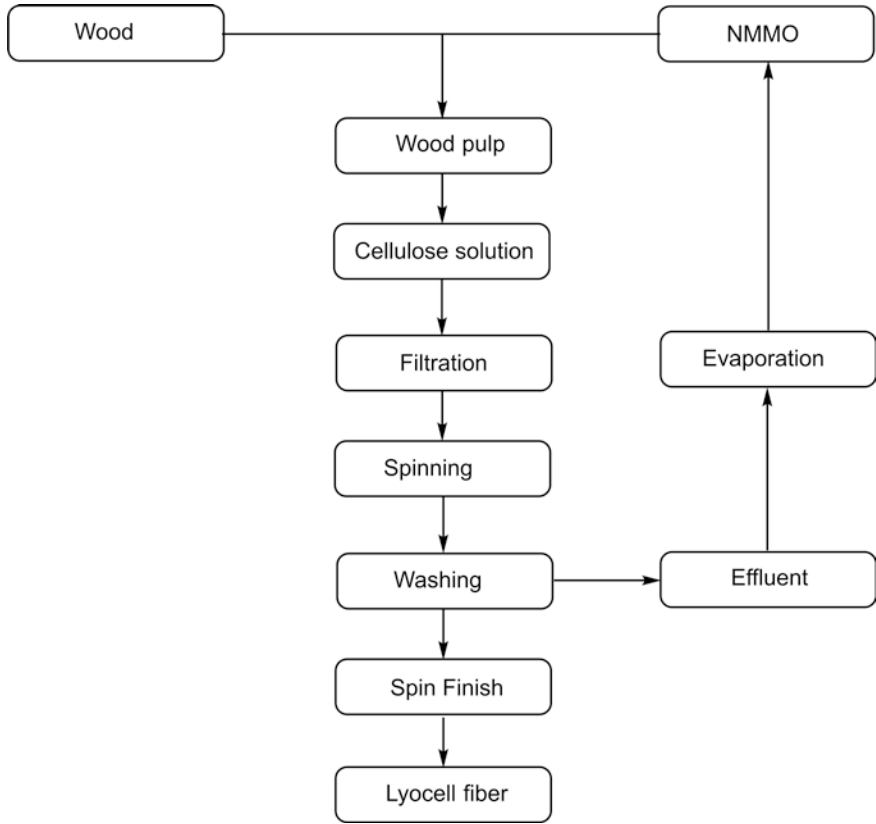 Wood
NMMO
Wood pulp
Cellulose solution
Filtration
Evaporation
Spinning
Washing
Effluent
Spin Finish
Lyocell fiber